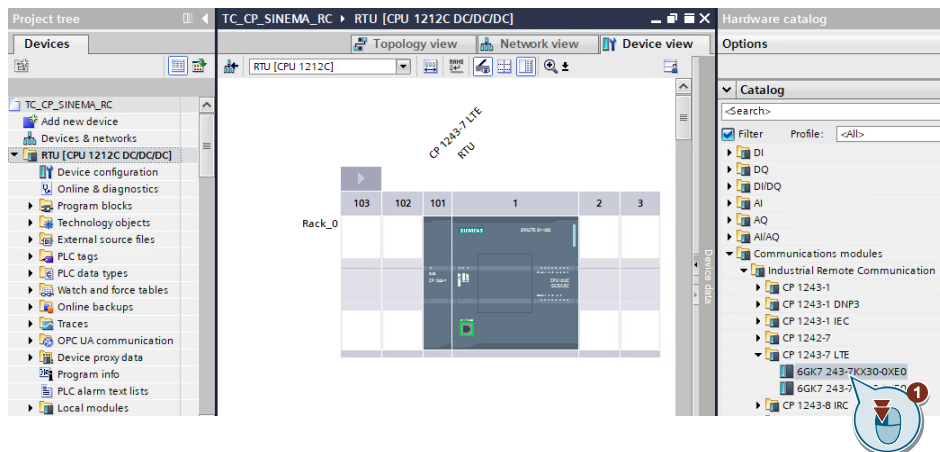 Project tree
Devices
TC_CP_SINEMA_RC
Add new device
Devices & networks
RTU [CPU 1212C DC/DC/DC]
Device configuration
Online & diagnostics
Program blocks
Technology objects
External source files
PLC tags
PLC data types
Watch and force tables
Online backups
Traces
OPC UA communication
Device proxy data
Program info
PLC alarm text lists
Local modules
TC_CP_SINEMA_RC ▸ RTU [CPU 1212C DC/DC/DC]
Topology view
Network view
Device view
RTU [CPU 1212C]
CP 1243-7 LTE
RTU
103 102 101 1 2 3
Rack_0
SIEMENS
Device data
Hardware catalog
Options
Catalog
<Search>
Filter Profile: <All>
DI
DQ
DI/DQ
AI
AQ
AI/AQ
Communications modules
Industrial Remote Communication
CP 1243-1
CP 1243-1 DNP3
CP 1243-1 IEC
CP 1242-7
CP 1243-7 LTE
6GK7 243-7KX30-0XE0
6GK7 243-7
CP 1243-8 IRC
1